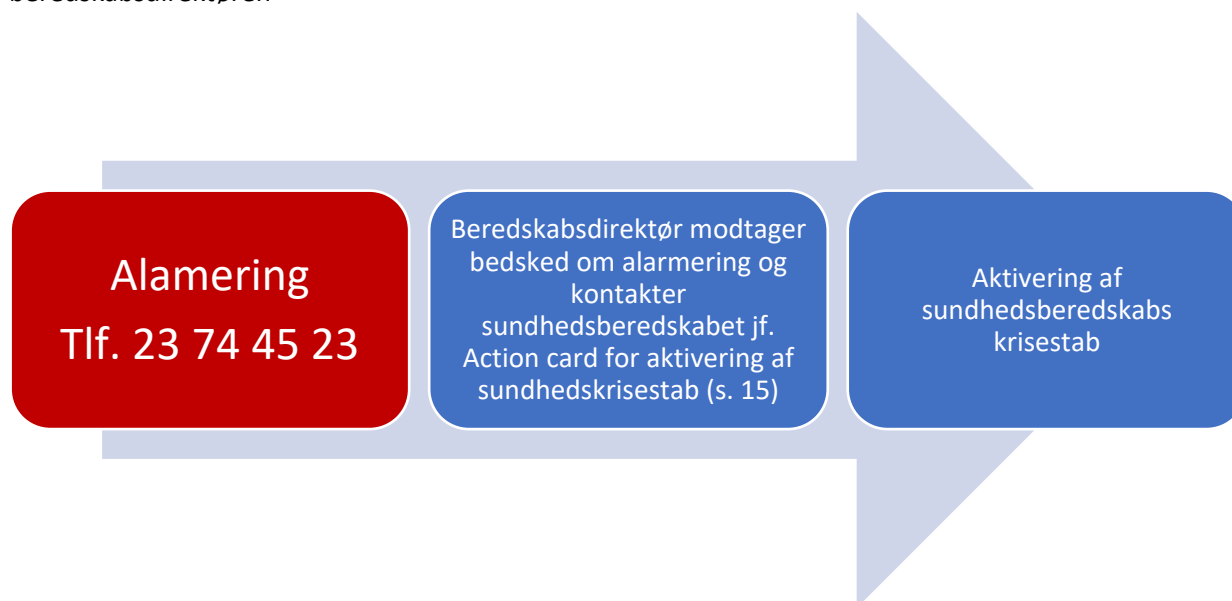 beredskabsdirektøren
Alamering
Tlf. 23 74 45 23
Beredskabsdirektør modtager
bedsked om alarmering og
kontakter
sundhedsberedskabet jf.
Action card for aktivering af
sundhedskrisestab (s. 15)
Aktivering af
sundhedsberedskabs
krisestab